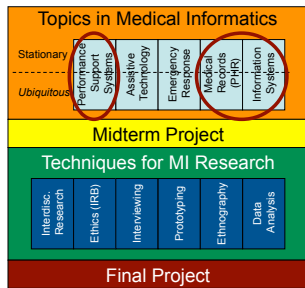 Topics in Medical Informatics
Stationary
Ubiquitous
Performance
Support
Systems
Assistive
Technology
Emergency
Response
Medical
Records (PHR)
Information
Systems
Midterm Project
Techniques for MI Research
Interdisc.
Research
Ethics (IRB)
Interviewing
Prototyping
Ethnography
Data
Analysis
Final Project